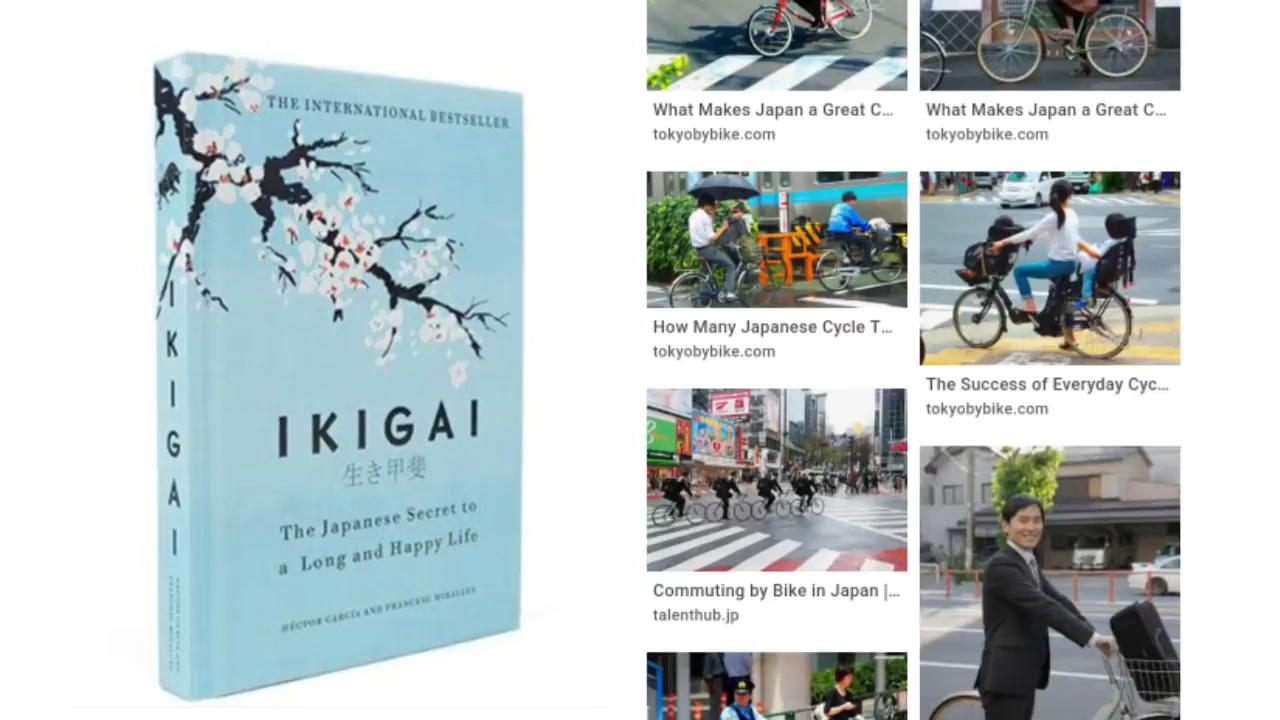 THE INTERNATIONAL BESTSELLER
IKIGAI
IKIGAI
生き甲斐
The Japanese Secret to
a Long and Happy Life
HÉCTOR GARCÍA AND FRANCESC MIRALLES
What Makes Japan a Great C...
tokyobybike.com
What Makes Japan a Great C...
tokyobybike.com
How Many Japanese Cycle T...
tokyobybike.com
The Success of Everyday Cyc...
tokyobybike.com
Commuting by Bike in Japan |...
talenthub.jp